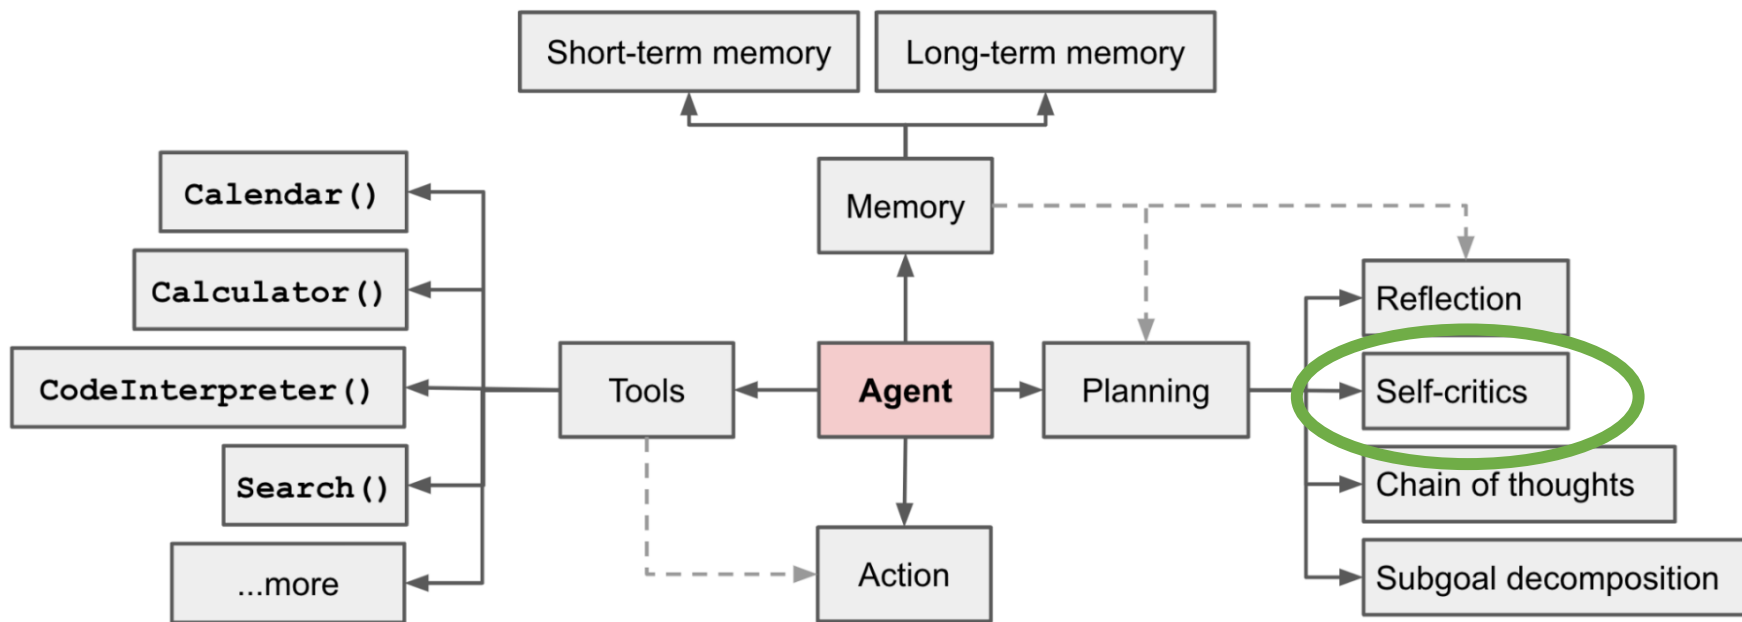 Short-term memory
Long-term memory
Calendar()
Memory
Calculator()
Reflection
CodeInterpreter()
Tools
Agent
Planning
Self-critics
Search()
Chain of thoughts
...more
Action
Subgoal decomposition